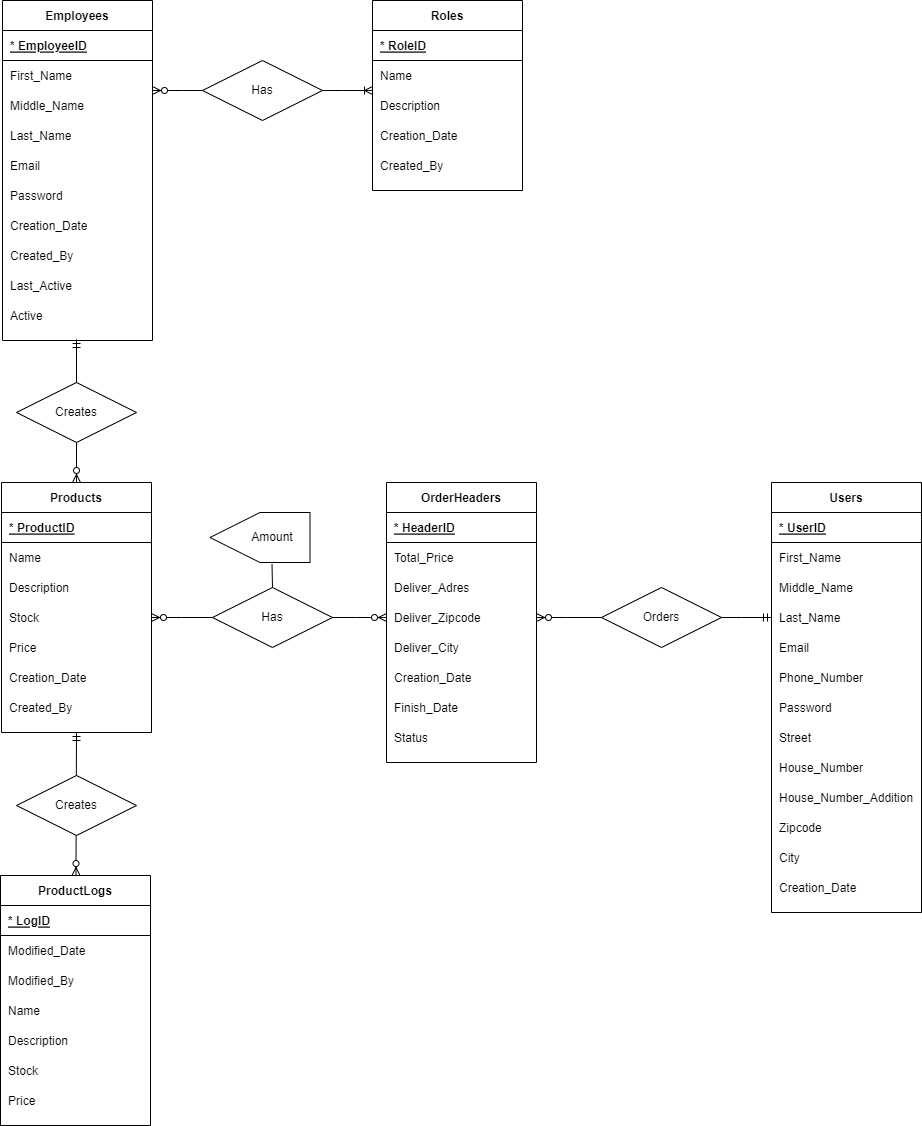 Employees
* EmployeeID
First_Name
Middle_Name
Last_Name
Email
Password
Creation_Date
Created_By
Last_Active
Active
Has
Roles
* RoleID
Name
Description
Creation_Date
Created_By
Creates
Products
* ProductID
Name
Description
Stock
Price
Creation_Date
Created_By
Amount
Has
OrderHeaders
* HeaderID
Total_Price
Deliver_Adres
Deliver_Zipcode
Deliver_City
Creation_Date
Finish_Date
Status
Orders
Users
* UserID
First_Name
Middle_Name
Last_Name
Email
Phone_Number
Password
Street
House_Number
House_Number_Addition
Zipcode
City
Creation_Date
Creates
ProductLogs
* LogID
Modified_Date
Modified_By
Name
Description
Stock
Price